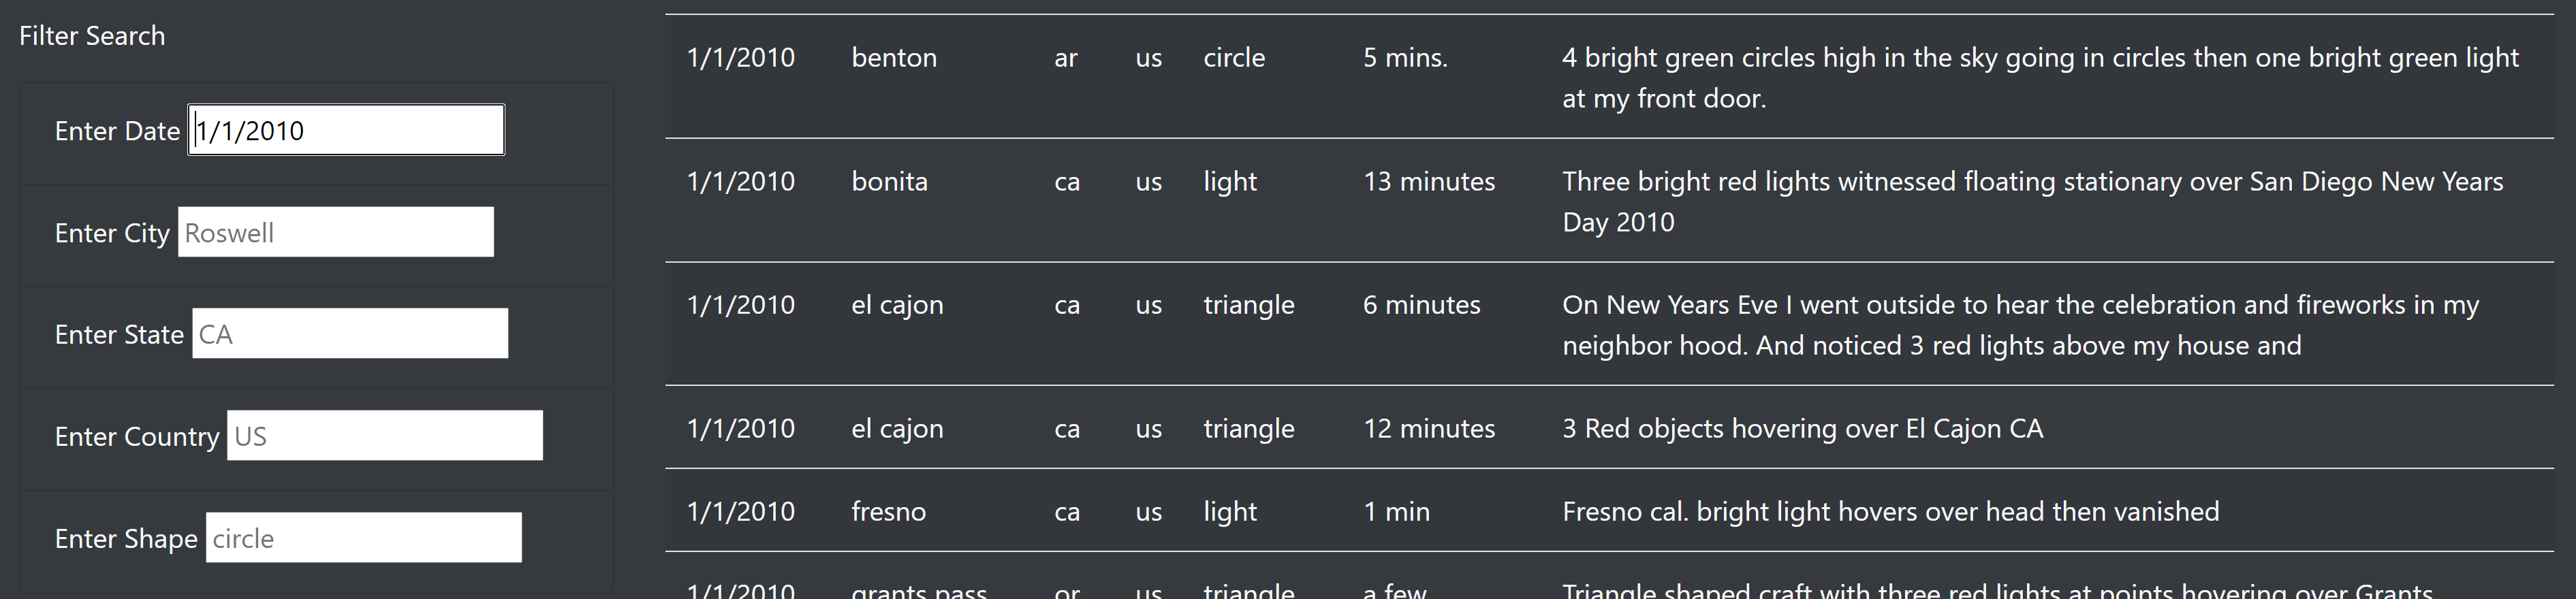 Filter Search
Enter Date 1/1/2010
Enter City Roswell
Enter State CA
Enter Country US
Enter Shape circle
1/1/2010 benton ar us circle 5 mins. 4 bright green circles high in the sky going in circles then one bright green light
at my front door.
1/1/2010 bonita ca us light 13 minutes Three bright red lights witnessed floating stationary over San Diego New Years
Day 2010
1/1/2010 el cajon ca us triangle 6 minutes On New Years Eve I went outside to hear the celebration and fireworks in my
neighbor hood. And noticed 3 red lights above my house and
1/1/2010 el cajon ca us triangle 12 minutes 3 Red objects hovering over El Cajon CA
1/1/2010 fresno ca us light 1 min Fresno cal. bright light hovers over head then vanished
1/1/2010 grants pass or us triangle a few Triangle shaped craft with three red lights at points hovering over Grants